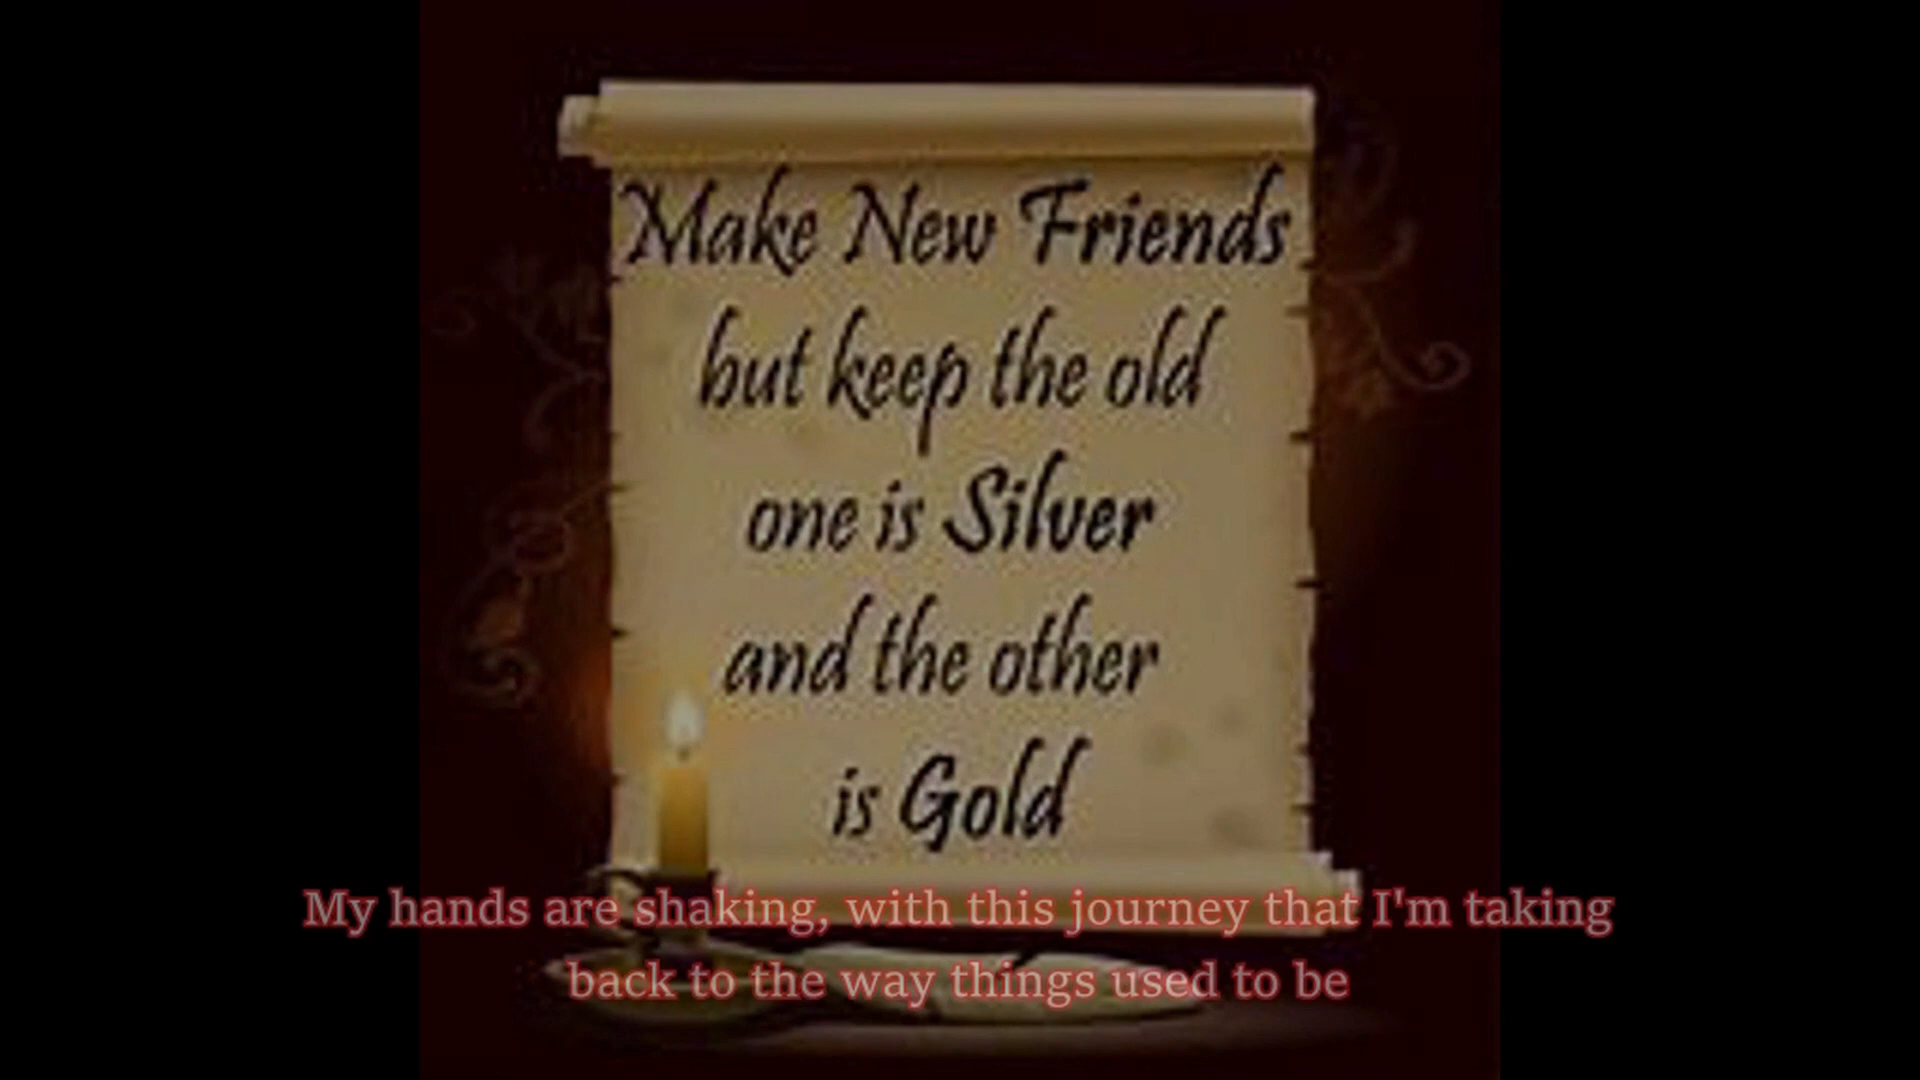 Make New Friends
but keep the old
one is Silver
and the other
is Gold
My hands are shaking, with this journey that I'm taking
back to the way things used to be